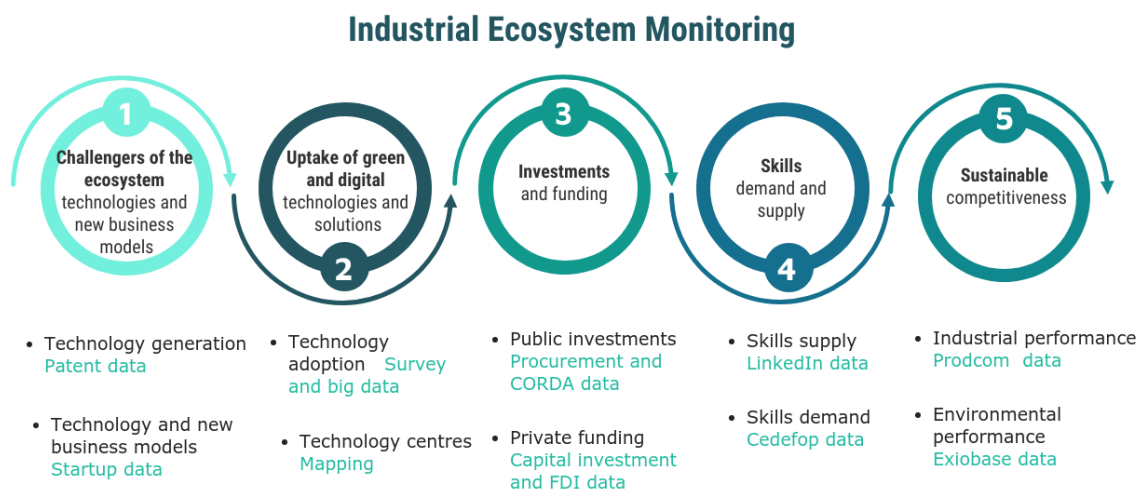 Industrial Ecosystem Monitoring
1
Challengers of the
ecosystem
technologies and
new business
models
Uptake of green
and digital
technologies and
solutions
2
3
Investments
and funding
Skills
demand and
supply
4
5
Sustainable
competitiveness
• Technology generation
Patent data
• Technology and new
business models
Startup data
• Technology
adoption Survey
and big data
• Technology centres
Mapping
• Public investments
Procurement and
CORDA data
• Private funding
Capital investment
and FDI data
• Skills supply
LinkedIn data
• Skills demand
Cedefop data
• Industrial performance
Prodcom data
• Environmental
performance
Exiobase data